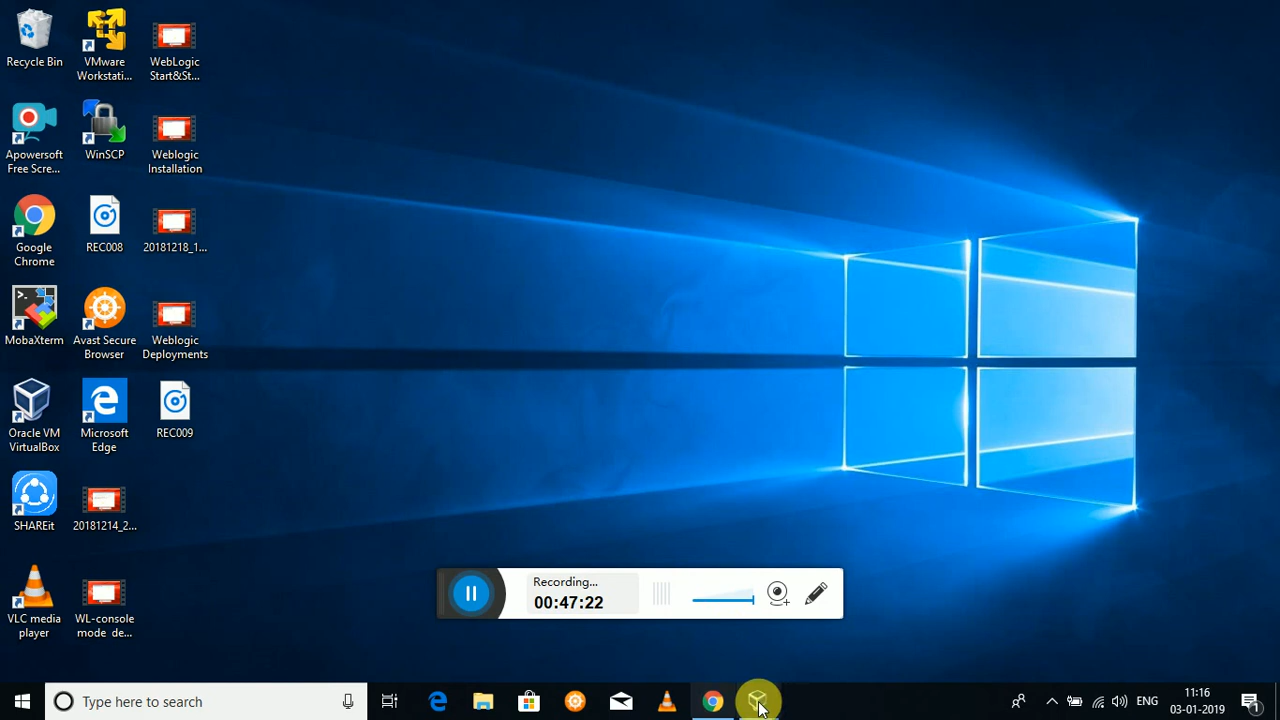 Recycle Bin
VMware
Workstati...
WebLogic
Start&St...
Apowersoft
Free Scre...
WinSCP
Weblogic
Installation
Google
Chrome
REC008
20181218_1...
MobaXterm
Avast Secure
Browser
Weblogic
Deployments
Oracle VM
VirtualBox
Microsoft
Edge
REC009
SHAREit
20181214_2...
VLC media
player
WL-console
mode de...
Recording...
00:47:22
Type here to search
ENG
11:16
03-01-2019
1